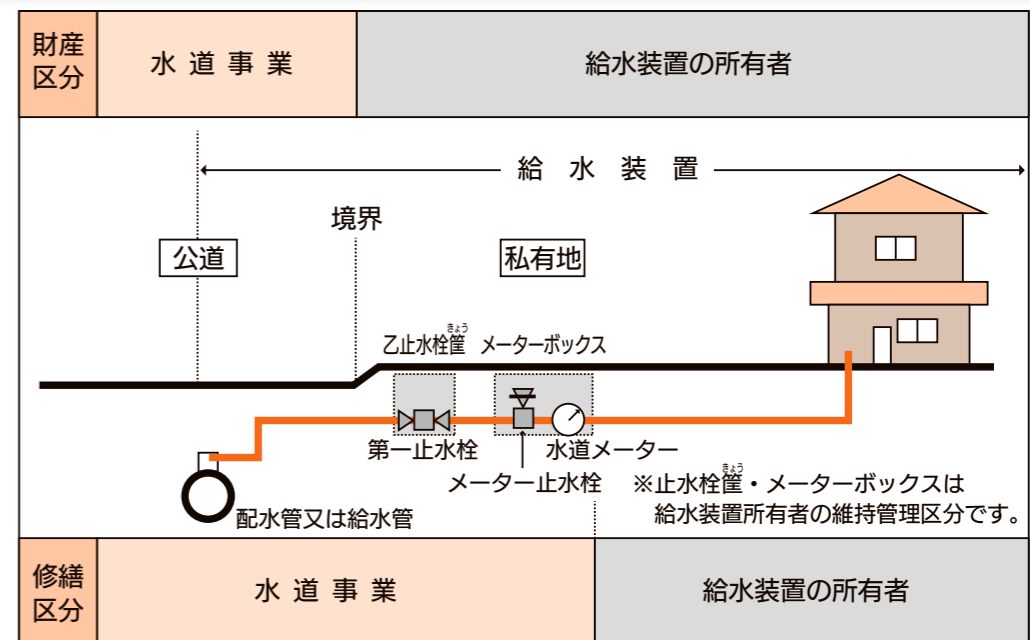 財産
区分
水道事業
給水装置の所有者
給水装置
境界
公道
私有地
きょう
乙止水栓筐 メーターボックス
第一止水栓
水道メーター
メーター止水栓
配水管又は給水管
きょう
※止水栓筐・メーターボックスは
給水装置所有者の維持管理区分です。
修繕
区分
水道事業
給水装置の所有者